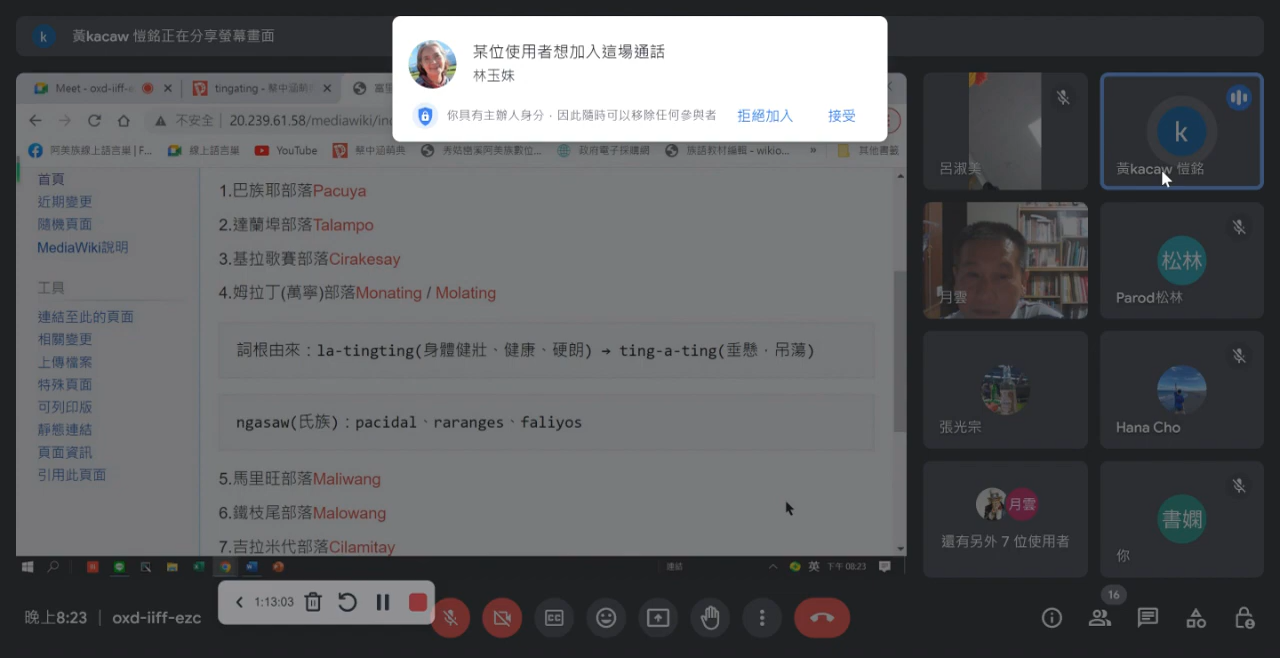 黃kacaw 愷銘正在分享螢幕畫面
某位使用者想加入這場通話
林玉妹
你具有主辦人身分，因此隨時可以移除任何參與者
拒絕加入
接受
Meet - oxd-iiff-e
tingating - 華中涵萌
不安全 | 20.239.61.58/mediawiki/in
阿美族線上語言巢 | F...
線上語言巢
YouTube
華中涵萌典
秀姑巒溪阿美族數位...
政府電子採購網
族語教材編輯 - wikio...
»
其他書籤
首頁
近期變更
隨機頁面
MediaWiki說明
工具
連結至此的頁面
相關變更
上傳檔案
特殊頁面
可列印版
靜態連結
頁面資訊
引用此頁面
1.巴族耶部落Pacuya
2.達蘭埠部落Talampo
3.基拉歌賽部落Cirakesay
4.姆拉丁(萬寧)部落Monating / Molating
詞根由來：la-tingting(身體健壯、健康、硬朗) → ting-a-ting(垂懸，吊蕩)
ngasaw(氏族)：pacidal、raranges、faliyos
5.馬里旺部落Maliwang
6.鐵枝尾部落Malowang
7.吉拉米代部落Cilamitay
連結
英
下午 08:23
呂淑美
黃kacaw 愷銘
k
月雲
松林
Parod松林
張光宗
Hana Cho
月雲
還有另外 7 位使用者
書嫻
你
晚上8:23 | oxd-iiff-ezc
1:13:03
16